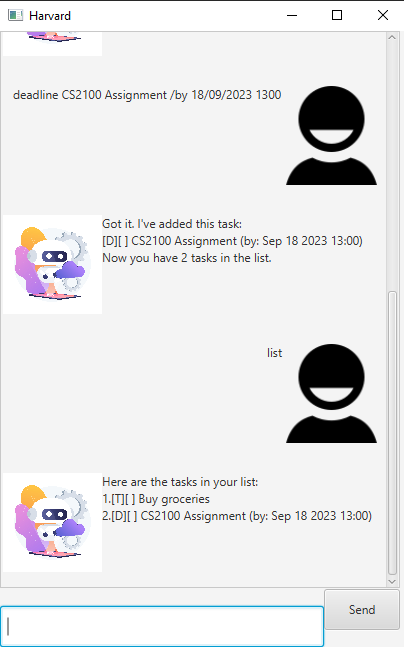 Harvard
deadline CS2100 Assignment /by 18/09/2023 1300
Got it. I've added this task:
[D][ ] CS2100 Assignment (by: Sep 18 2023 13:00)
Now you have 2 tasks in the list.
list
Here are the tasks in your list:
1.[T][ ] Buy groceries
2.[D][ ] CS2100 Assignment (by: Sep 18 2023 13:00)
Send